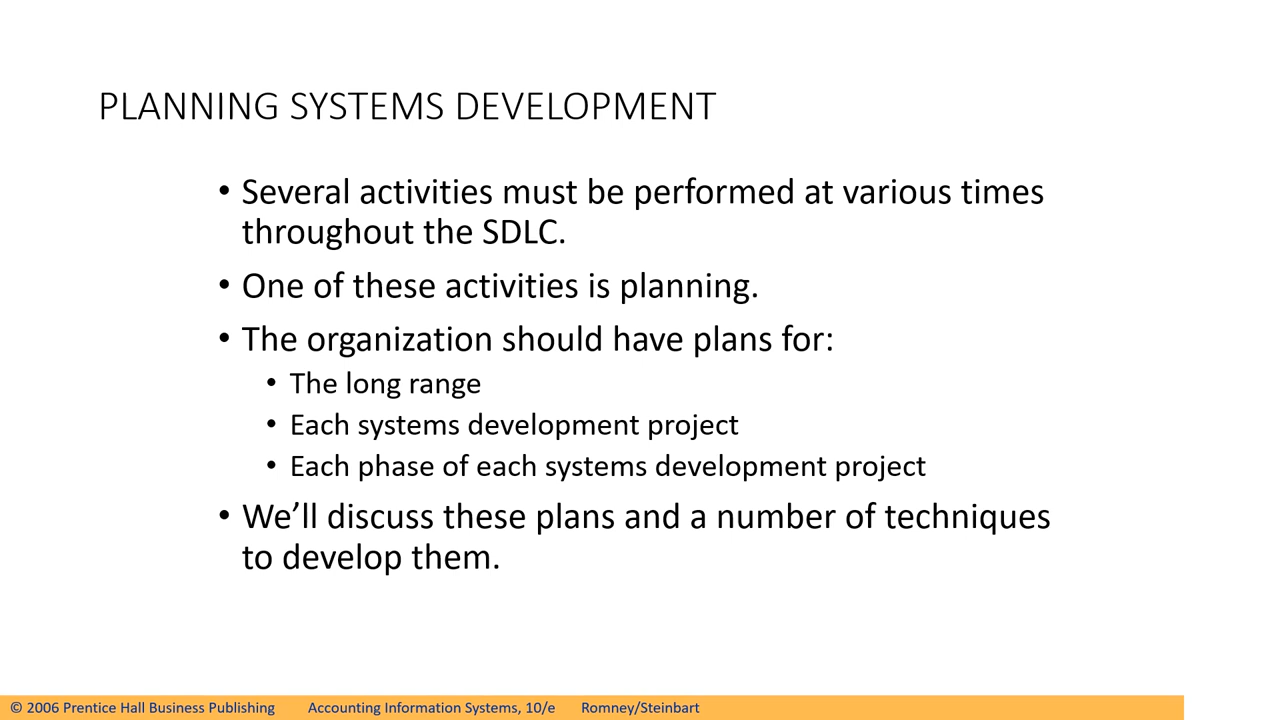 PLANNING SYSTEMS DEVELOPMENT
• Several activities must be performed at various times
throughout the SDLC.
• One of these activities is planning.
• The organization should have plans for:
• The long range
• Each systems development project
• Each phase of each systems development project
• We’ll discuss these plans and a number of techniques
to develop them.
© 2006 Prentice Hall Business Publishing Accounting Information Systems, 10/e Romney/Steinbart